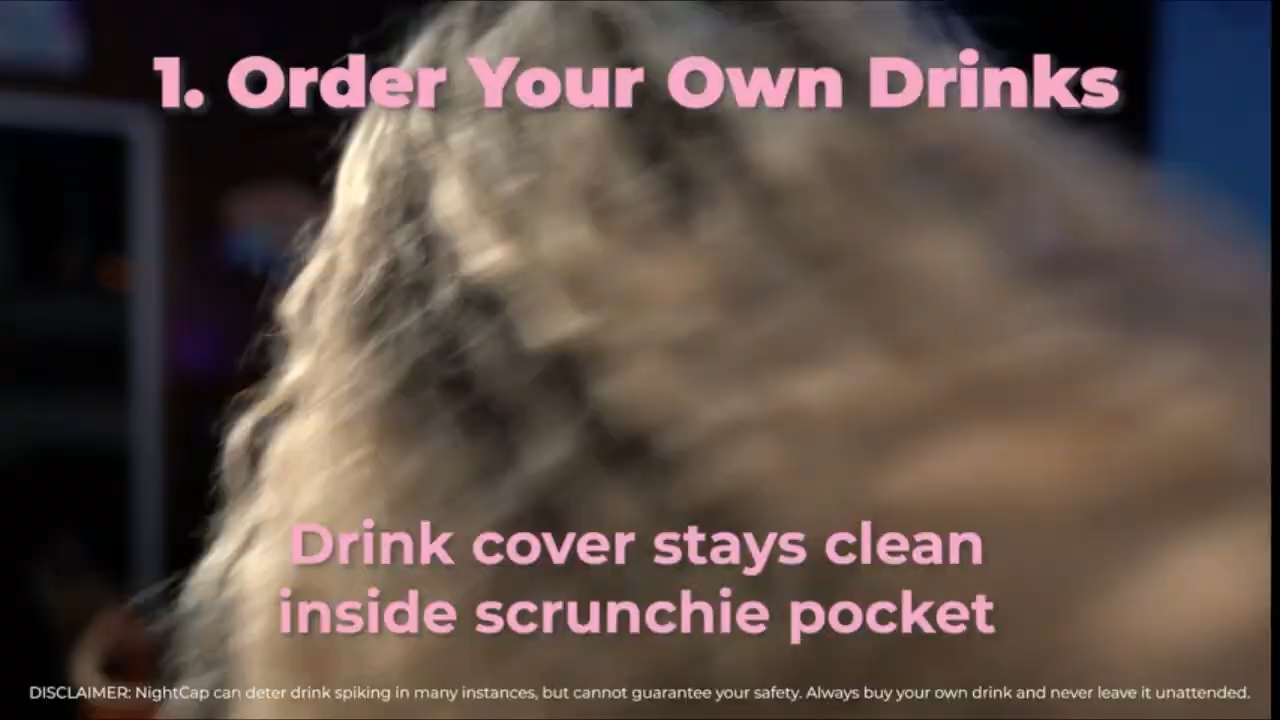 1. Order Your Own Drinks
Drink cover stays clean
inside scrunchie pocket
DISCLAIMER: NightCap can deter drink spiking in many instances, but cannot guarantee your safety. Always buy your own drink and never leave it unattended.